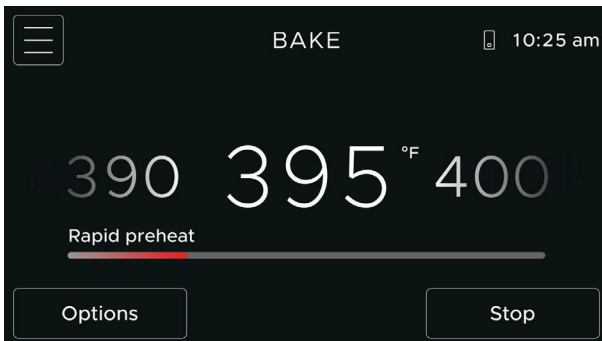 BAKE
10:25 am
390 395 °F 400
Rapid preheat
Options
Stop